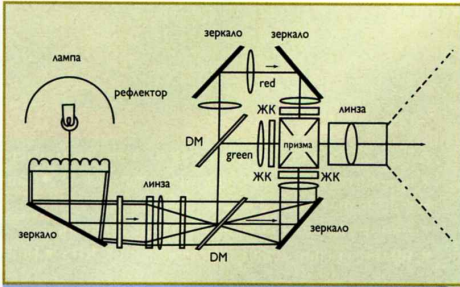 зеркало зеркало
лампа
рефлектор
red
ЖК
линза
DM
green
призма
ЖК
ЖК
линза
зеркало
зеркало
DM